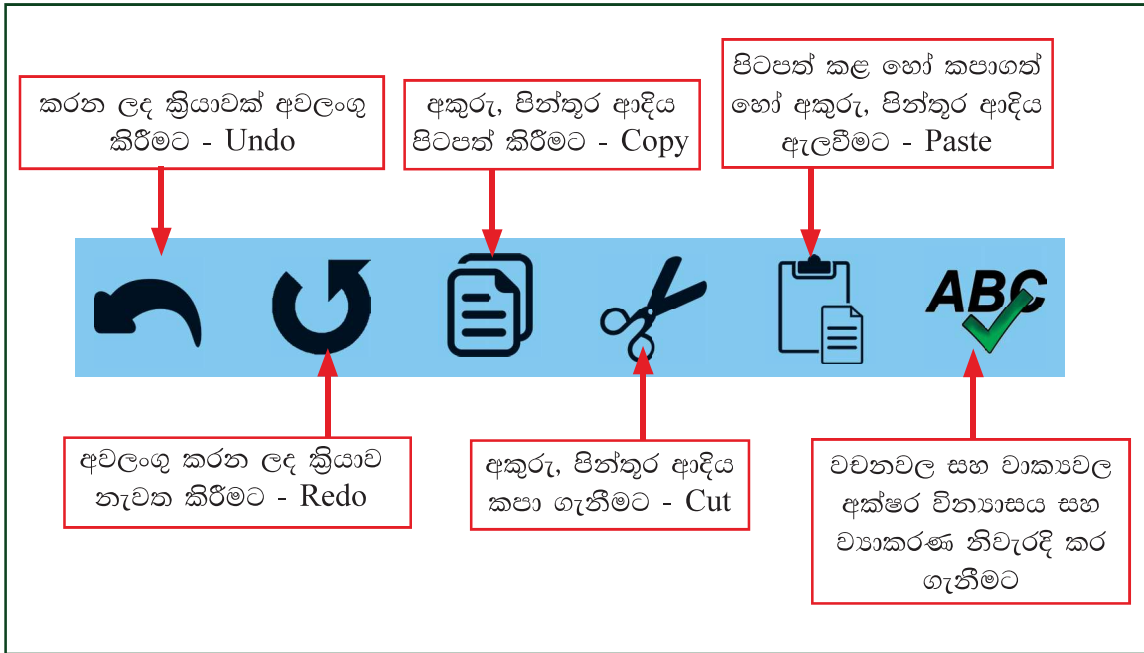 කරන ලද ක්‍රියාවක් අවලංගු
කිරීමට - Undo
අකුරු, පින්තූර ආදිය
පිටපත් කිරීමට - Copy
පිටපත් කළ හෝ කපාගත්
හෝ අකුරු, පින්තූර ආදිය
ඇලවීමට - Paste
ABC
අවලංගු කරන ලද ක්‍රියාව
නැවත කිරීමට - Redo
අකුරු, පින්තූර ආදිය
කපා ගැනීමට - Cut
වචනවල සහ වාක්‍යවල
අක්ෂර වින්‍යාසය සහ
ව්‍යාකරණ නිවැරදි කර
ගැනීමට